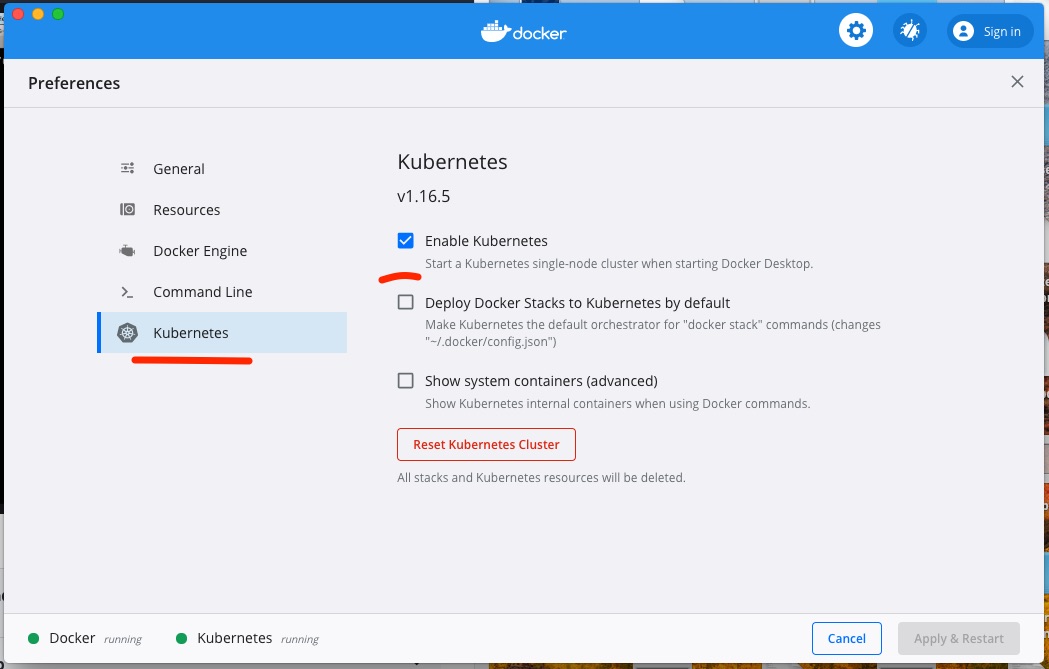 docker
Sign in
Preferences
General
Resources
Docker Engine
Command Line
Kubernetes
Kubernetes
v1.16.5
Enable Kubernetes
Start a Kubernetes single-node cluster when starting Docker Desktop.
Deploy Docker Stacks to Kubernetes by default
Make Kubernetes the default orchestrator for "docker stack" commands (changes
"~/.docker/config.json")
Show system containers (advanced)
Show Kubernetes internal containers when using Docker commands.
Reset Kubernetes Cluster
All stacks and Kubernetes resources will be deleted.
Docker running
Kubernetes running
Cancel
Apply & Restart